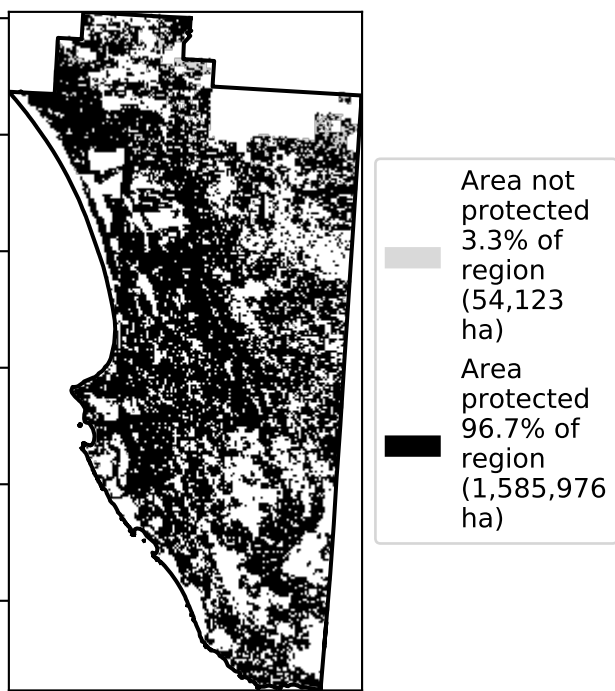 Area not
protected
3.3% of
region
(54,123
ha)
Area
protected
96.7% of
region
(1,585,976
ha)